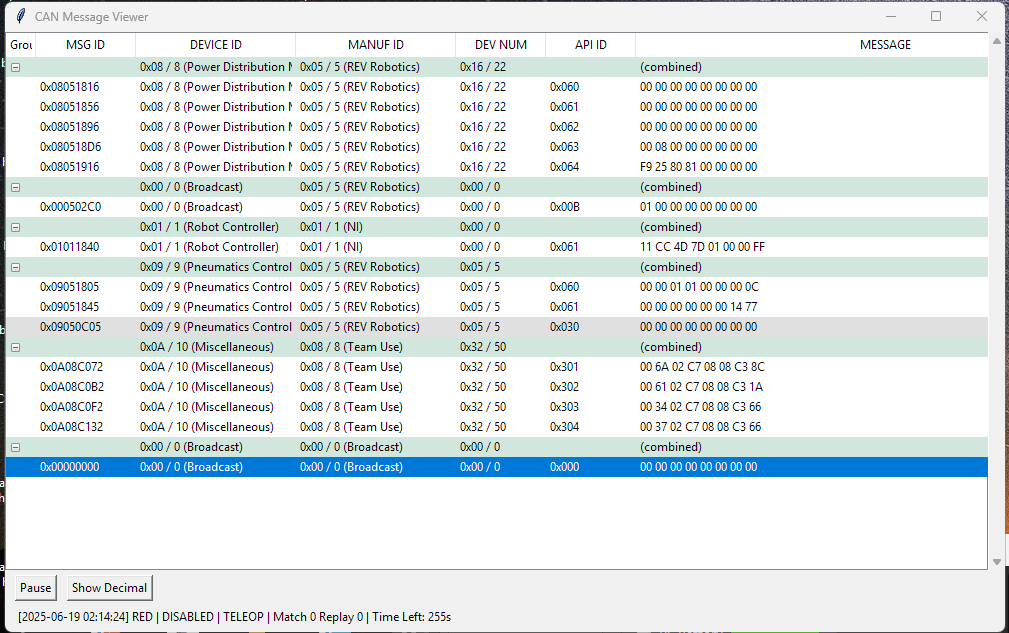 CAN Message Viewer
Grou MSG ID DEVICE ID MANUF ID DEV NUM API ID MESSAGE
0x08 / 8 (Power Distribution M 0x05 / 5 (REV Robotics) 0x16 / 22 (combined)
0x08051816 0x08 / 8 (Power Distribution M 0x05 / 5 (REV Robotics) 0x16 / 22 0x060 00 00 00 00 00 00 00 00
0x08051856 0x08 / 8 (Power Distribution M 0x05 / 5 (REV Robotics) 0x16 / 22 0x061 00 00 00 00 00 00 00 00
0x08051896 0x08 / 8 (Power Distribution M 0x05 / 5 (REV Robotics) 0x16 / 22 0x062 00 00 00 00 00 00 00 00
0x080518D6 0x08 / 8 (Power Distribution M 0x05 / 5 (REV Robotics) 0x16 / 22 0x063 00 08 00 00 00 00 00 00
0x08051916 0x08 / 8 (Power Distribution M 0x05 / 5 (REV Robotics) 0x16 / 22 0x064 F9 25 80 81 00 00 00 00
0x00 / 0 (Broadcast) 0x05 / 5 (REV Robotics) 0x00 / 0 (combined)
0x000502C0 0x00 / 0 (Broadcast) 0x05 / 5 (REV Robotics) 0x00 / 0 0x00B 01 00 00 00 00 00 00 00
0x01 / 1 (Robot Controller) 0x01 / 1 (NI) 0x00 / 0 (combined)
0x01011840 0x01 / 1 (Robot Controller) 0x01 / 1 (NI) 0x00 / 0 0x061 11 CC 4D 7D 01 00 00 FF
0x09 / 9 (Pneumatics Control 0x05 / 5 (REV Robotics) 0x05 / 5 (combined)
0x09051805 0x09 / 9 (Pneumatics Control 0x05 / 5 (REV Robotics) 0x05 / 5 0x060 00 00 01 01 00 00 00 0C
0x09051845 0x09 / 9 (Pneumatics Control 0x05 / 5 (REV Robotics) 0x05 / 5 0x061 00 00 00 00 00 00 14 77
0x09050C05 0x09 / 9 (Pneumatics Control 0x05 / 5 (REV Robotics) 0x05 / 5 0x030 00 00 00 00 00 00 00 00
0x0A / 10 (Miscellaneous) 0x08 / 8 (Team Use) 0x32 / 50 (combined)
0x0A08C072 0x0A / 10 (Miscellaneous) 0x08 / 8 (Team Use) 0x32 / 50 0x301 00 6A 02 C7 08 08 C3 8C
0x0A08C0B2 0x0A / 10 (Miscellaneous) 0x08 / 8 (Team Use) 0x32 / 50 0x302 00 61 02 C7 08 08 C3 1A
0x0A08C0F2 0x0A / 10 (Miscellaneous) 0x08 / 8 (Team Use) 0x32 / 50 0x303 00 34 02 C7 08 08 C3 66
0x0A08C132 0x0A / 10 (Miscellaneous) 0x08 / 8 (Team Use) 0x32 / 50 0x304 00 37 02 C7 08 08 C3 66
0x00 / 0 (Broadcast) 0x00 / 0 (Broadcast) 0x00 / 0 (combined)
0x00000000 0x00 / 0 (Broadcast) 0x00 / 0 (Broadcast) 0x00 / 0 0x000 00 00 00 00 00 00 00 00
Pause Show Decimal
[2025-06-19 02:14:24] RED | DISABLED | TELEOP | Match 0 Replay 0 | Time Left: 255s